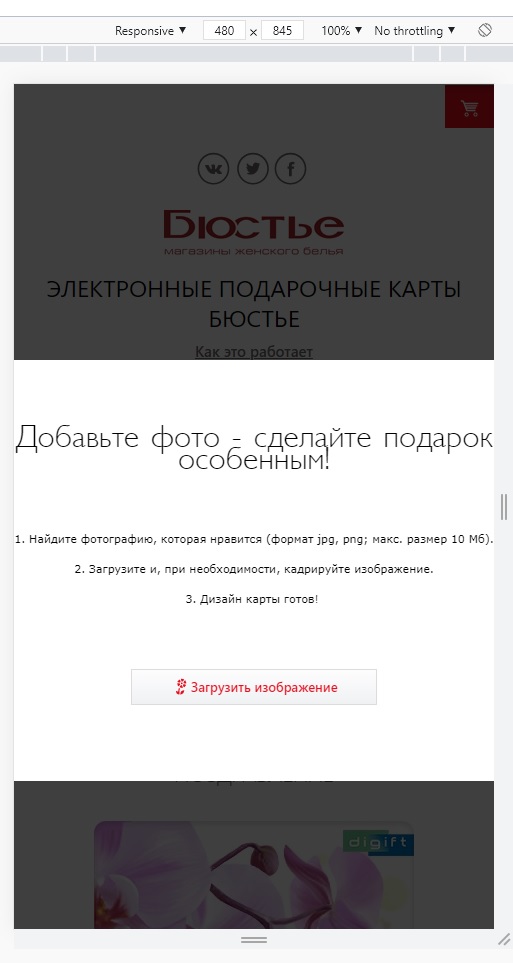 Responsive ▼ 480 × 845 100% ▼ No throttling ▼
Бюстье
магазины женского белья
ЭЛЕКТРОННЫЕ ПОДАРОЧНЫЕ КАРТЫ
БЮСТЬЕ
Как это работает
Добавьте фото - сделайте подарок
особенным!
1. Найдите фотографию, которая нравится (формат jpg, png; макс. размер 10 Мб).
2. Загрузите и, при необходимости, кадрируйте изображение.
3. Дизайн карты готов!
Загрузить изображение
digift